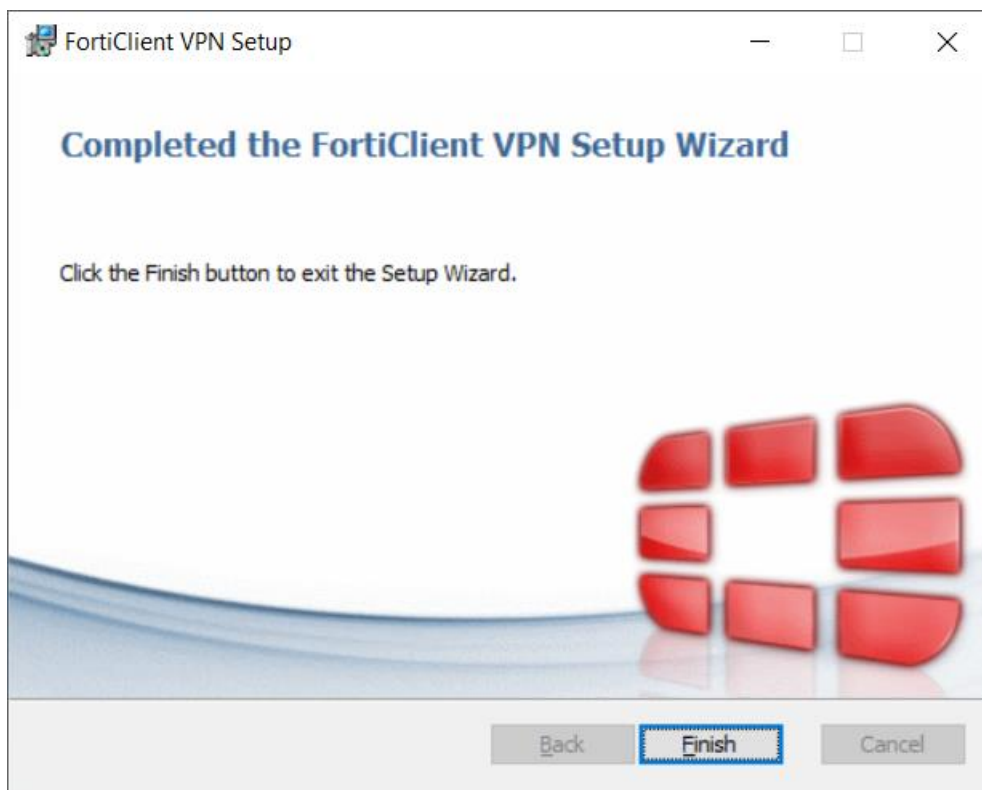 FortiClient VPN Setup
Completed the FortiClient VPN Setup Wizard
Click the Finish button to exit the Setup Wizard.
Back Finish Cancel